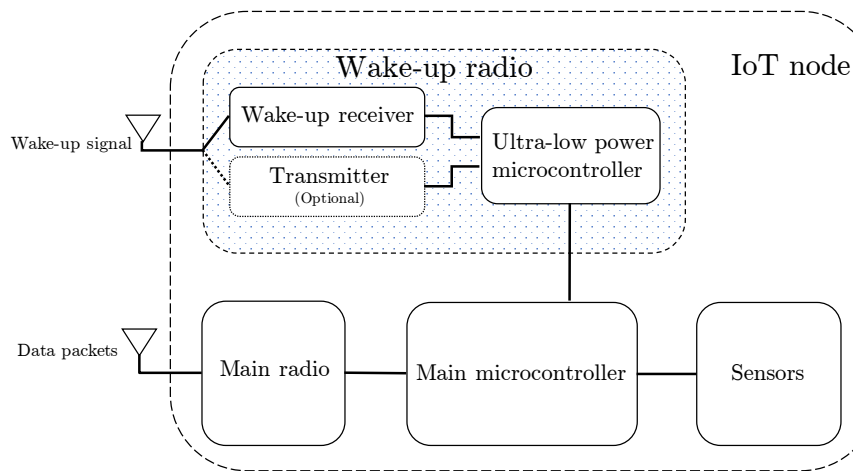 Wake-up radio
IoT node
Wake-up receiver
Wake-up signal
Ultra-low power
microcontroller
Transmitter
(Optional)
Data packets
Main radio
Main microcontroller
Sensors